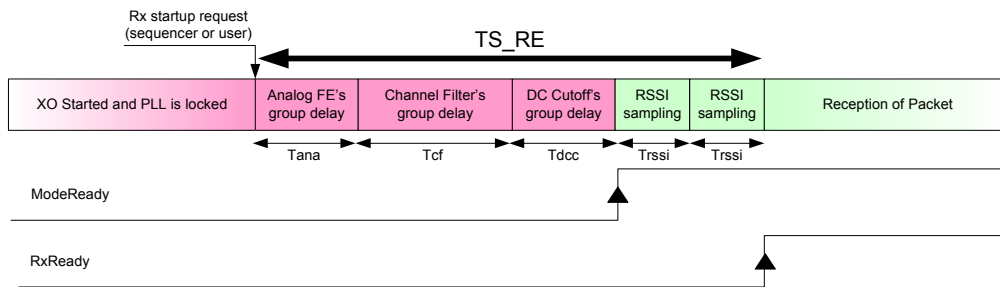 Rx startup request
(sequencer or user)
TS_RE
XO Started and PLL is locked
Analog FE's
group delay
Channel Filter's
group delay
DC Cutoff's
group delay
RSSI
sampling
RSSI
sampling
Reception of Packet
Tana
Tcf
Tdcc
Trssi
Trssi
ModeReady
RxReady